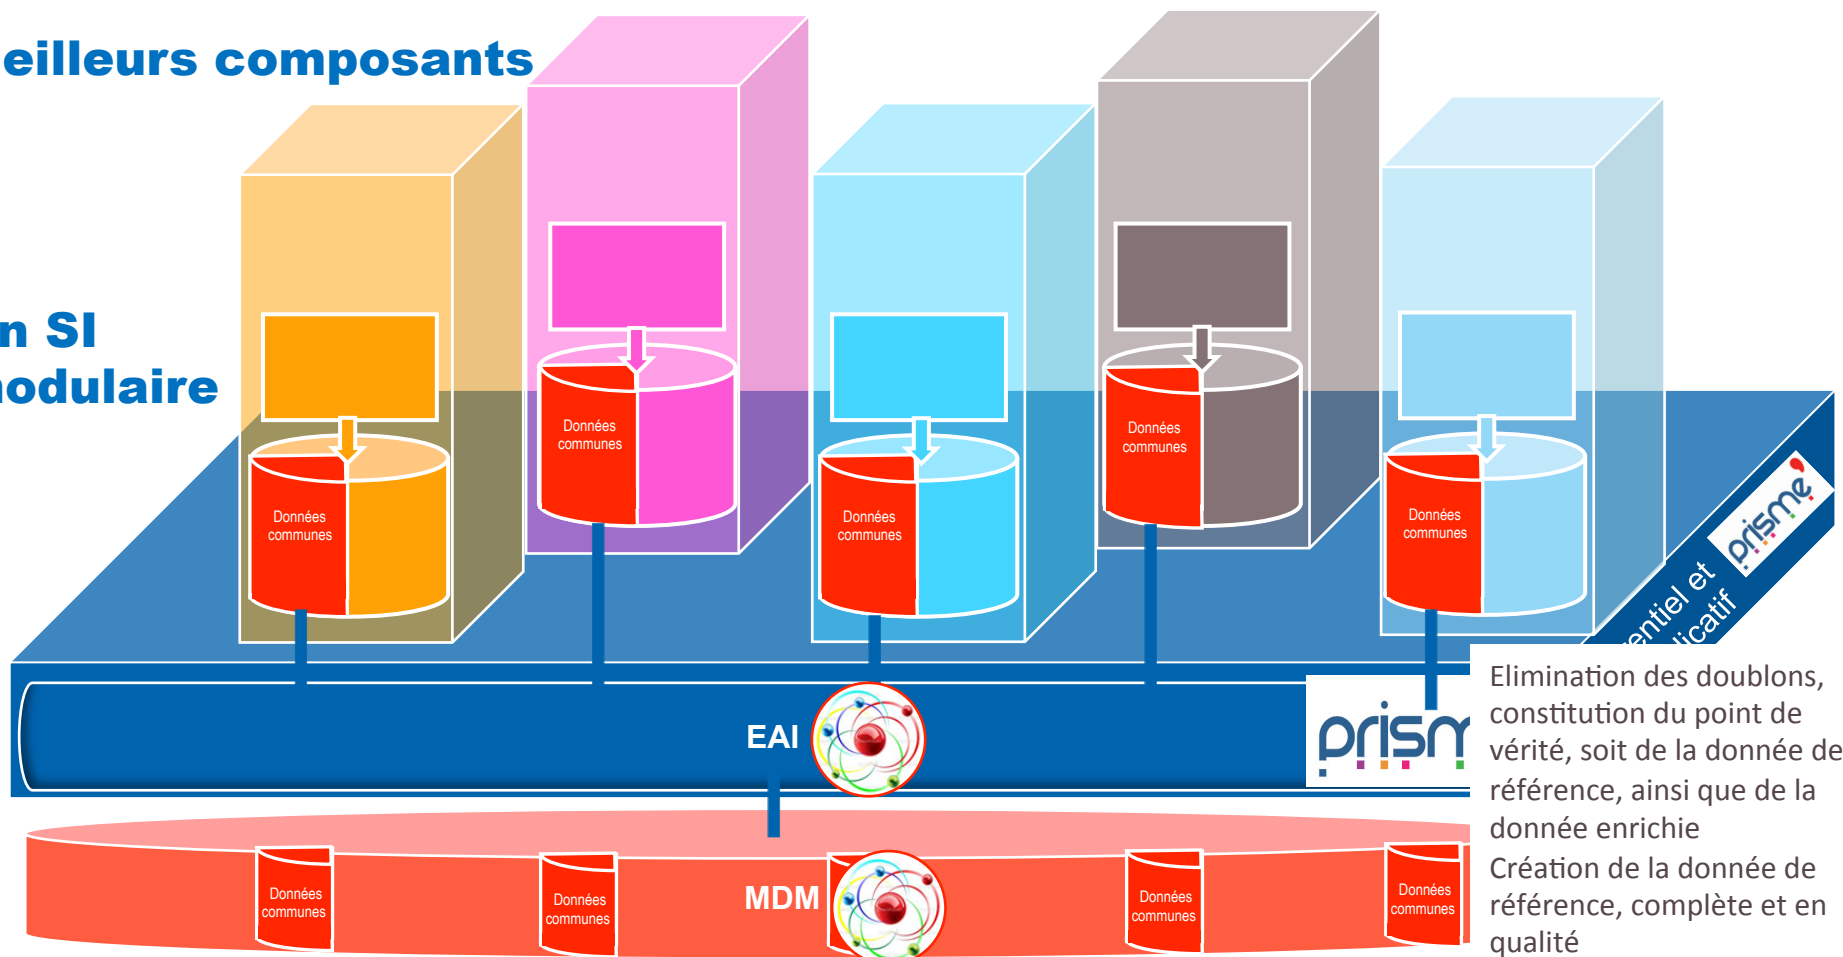 eilleurs composants
n SI
nodulaire
Données
communes
Données
communes
Données
communes
Données
communes
Données
communes
prisme
entiel et
licatif
EAI
prism
Elimination des doublons,
constitution du point de
vérité, soit de la donnée de
référence, ainsi que de la
donnée enrichie
Création de la donnée de
référence, complète et en
qualité
MDM
Données
communes
Données
communes
Données
communes
Données
communes